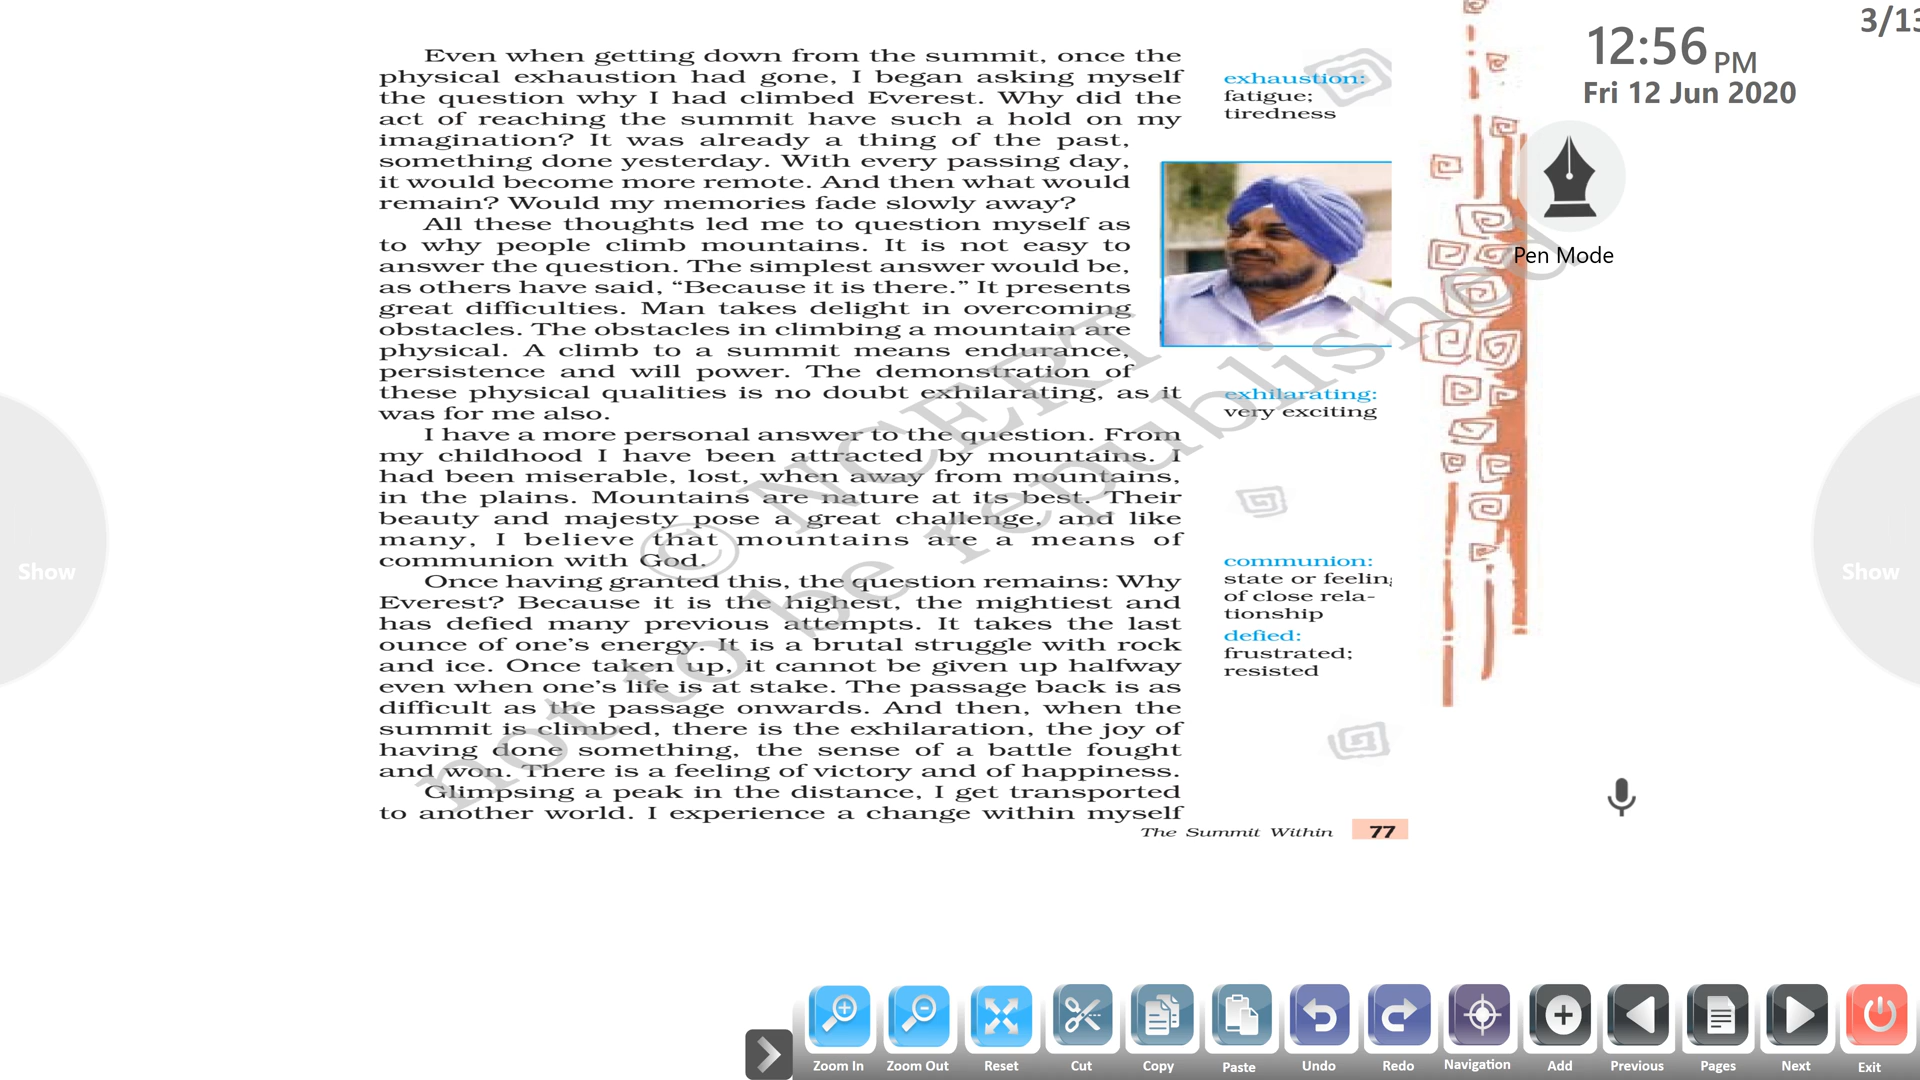 3/13
12:56 PM
Fri 12 Jun 2020
Pen Mode
Even when getting down from the summit, once the
physical exhaustion had gone, I began asking myself
the question why I had climbed Everest. Why did the
act of reaching the summit have such a hold on my
imagination? It was already a thing of the past,
something done yesterday. With every passing day,
it would become more remote. And then what would
remain? Would my memories fade slowly away?
All these thoughts led me to question myself as
to why people climb mountains. It is not easy to
answer the question. The simplest answer would be,
as others have said, “Because it is there.” It presents
great difficulties. Man takes delight in overcoming
obstacles. The obstacles in climbing a mountain are
physical. A climb to a summit means endurance,
persistence and will power. The demonstration of
these physical qualities is no doubt exhilarating, as it
was for me also.
I have a more personal answer to the question. From
my childhood I have been attracted by mountains. I
had been miserable, lost, when away from mountains,
in the plains. Mountains are nature at its best. Their
beauty and majesty pose a great challenge, and like
many, I believe that mountains are a means of
communion with God.
Once having granted this, the question remains: Why
Everest? Because it is the highest, the mightiest and
has defied many previous attempts. It takes the last
ounce of one’s energy. It is a brutal struggle with rock
and ice. Once taken up, it cannot be given up halfway
even when one’s life is at stake. The passage back is as
difficult as the passage onwards. And then, when the
summit is climbed, there is the exhilaration, the joy of
having done something, the sense of a battle fought
and won. There is a feeling of victory and of happiness.
Glimpsing a peak in the distance, I get transported
to another world. I experience a change within myself
exhaustion:
fatigue;
tiredness
exhilarating:
very exciting
communion:
state or feeling
of close rela-
tionship
defied:
frustrated;
resisted
The Summit Within 77
© NCERT
not to be republished
Show
Show
Zoom In Zoom Out Reset Cut Copy Paste Undo Redo Navigation Add Previous Pages Next Exit